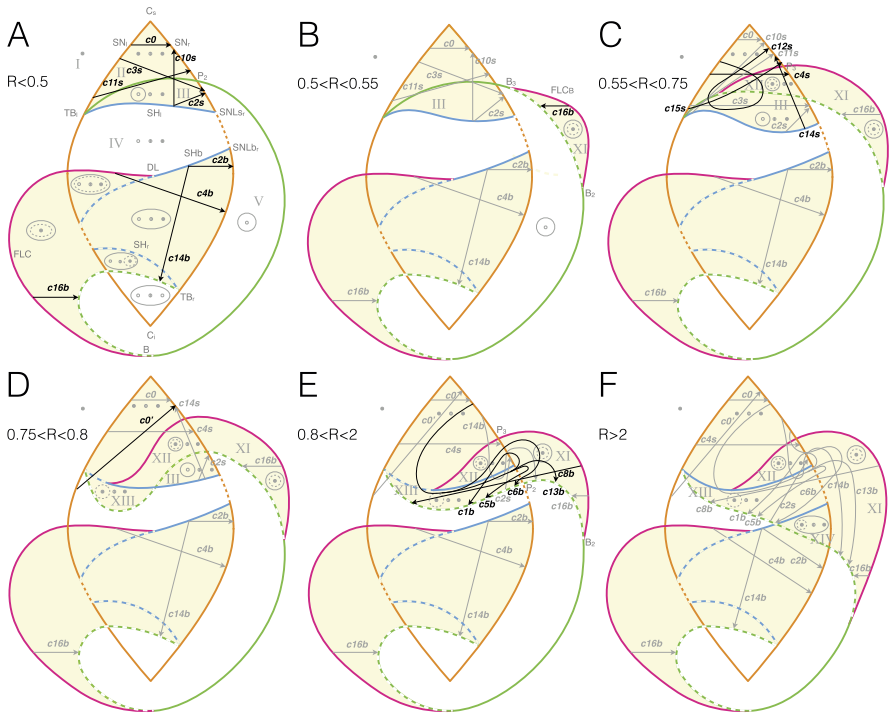 A
R<0.5
Cₛ
SNₗ
c0
SNᵣ
c10s
I
II
c3s
P₂
c11s
III
c2s
TBₗ
SHₗ
SNLsᵣ
IV
SHb
SNLbᵣ
DL
c2b
c4b
V
FLC
SHᵣ
c14b
c16b
TBᵣ
Cᵢ
B
B
0.5<R<0.55
c0
c10s
c3s
c11s
B₃
FLCB
III
c16b
XI
c2b
B₂
c4b
c14b
c16b
C
0.55<R<0.75
c0
c10s
c12s
P₃
c4s
XII
XI
c3s
c15s
III
c16b
c2s
c14s
c2b
c4b
c14b
c16b
D
0.75<R<0.8
c0
c14s
c0'
c4s
XII
XI
c2s
c16b
III
XIII
c2b
c4b
c14b
c16b
E
0.8<R<2
c0
c0'
c14b
P₃
c4s
XI
XII
c8b
XIII
c6b
P₂
c13b
c2s
c5b
c1b
c16b
c2b
B₂
c4b
c14b
c16b
F
R>2
c0
c0'
c14b
c4s
XII
c2s
c6b
XIII
c13b
c8b
XI
c1b
c5b
XIV
c4b
c2b
c16b
c14b
c16b